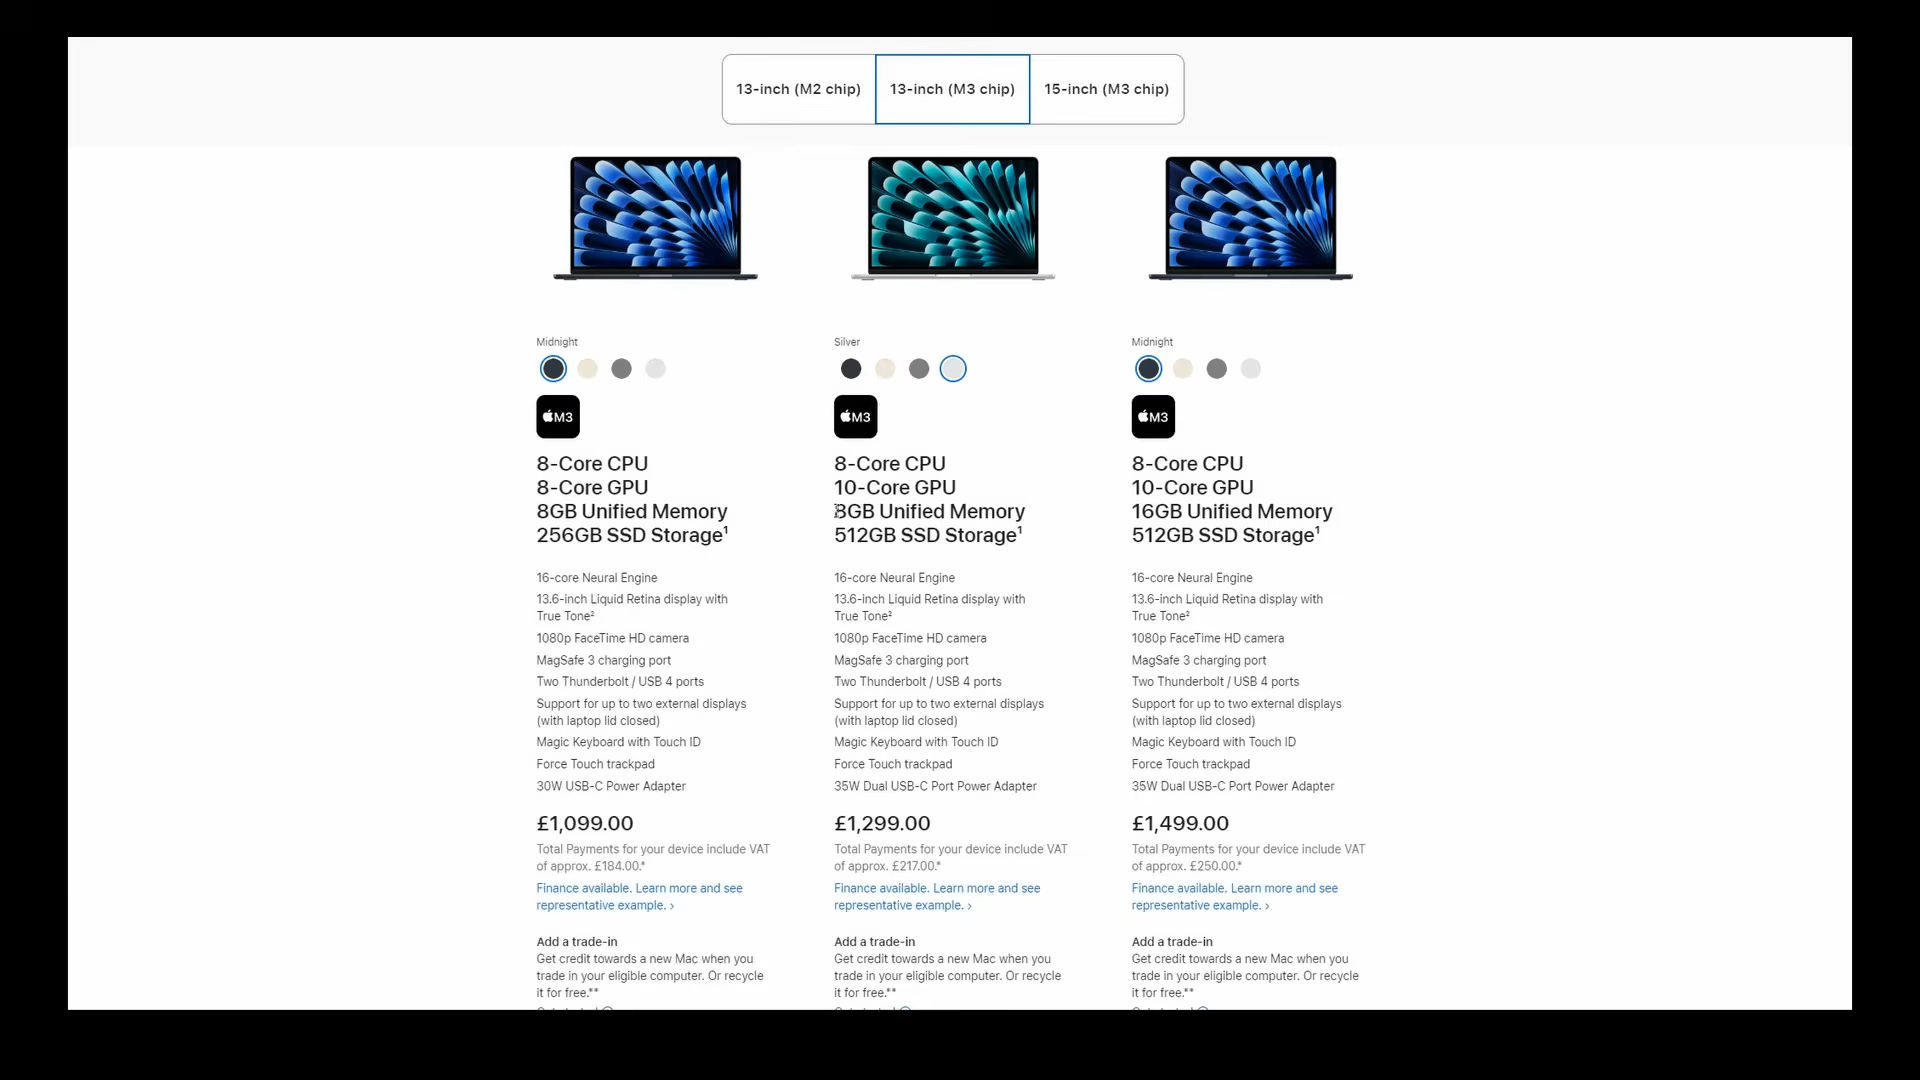 13-inch (M2 chip) 13-inch (M3 chip) 15-inch (M3 chip)
Midnight
M3
8-Core CPU
8-Core GPU
8GB Unified Memory
256GB SSD Storage¹
16-core Neural Engine
13.6-inch Liquid Retina display with
True Tone²
1080p FaceTime HD camera
MagSafe 3 charging port
Two Thunderbolt / USB 4 ports
Support for up to two external displays
(with laptop lid closed)
Magic Keyboard with Touch ID
Force Touch trackpad
30W USB-C Power Adapter
£1,099.00
Total Payments for your device include VAT
of approx. £184.00.*
Finance available. Learn more and see
representative example. ›
Add a trade-in
Get credit towards a new Mac when you
trade in your eligible computer. Or recycle
it for free.**
Silver
M3
8-Core CPU
10-Core GPU
8GB Unified Memory
512GB SSD Storage¹
16-core Neural Engine
13.6-inch Liquid Retina display with
True Tone²
1080p FaceTime HD camera
MagSafe 3 charging port
Two Thunderbolt / USB 4 ports
Support for up to two external displays
(with laptop lid closed)
Magic Keyboard with Touch ID
Force Touch trackpad
35W Dual USB-C Port Power Adapter
£1,299.00
Total Payments for your device include VAT
of approx. £217.00.*
Finance available. Learn more and see
representative example. ›
Add a trade-in
Get credit towards a new Mac when you
trade in your eligible computer. Or recycle
it for free.**
Midnight
M3
8-Core CPU
10-Core GPU
16GB Unified Memory
512GB SSD Storage¹
16-core Neural Engine
13.6-inch Liquid Retina display with
True Tone²
1080p FaceTime HD camera
MagSafe 3 charging port
Two Thunderbolt / USB 4 ports
Support for up to two external displays
(with laptop lid closed)
Magic Keyboard with Touch ID
Force Touch trackpad
35W Dual USB-C Port Power Adapter
£1,499.00
Total Payments for your device include VAT
of approx. £250.00.*
Finance available. Learn more and see
representative example. ›
Add a trade-in
Get credit towards a new Mac when you
trade in your eligible computer. Or recycle
it for free.**